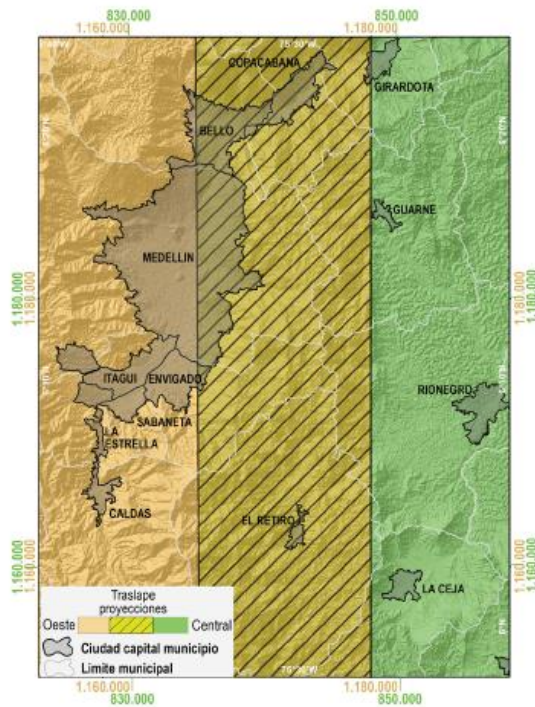 830.000
850.000
1.160.000
1.180.000
75°30'W
COPACABANA
GIRARDOTA
BELLO
GUARNE
MEDELLIN
1.180.000
1.180.000
1.180.000
1.180.000
ITAGUI
ENVIGADO
RIONEGRO
SABANETA
LA
ESTRELLA
CALDAS
EL RETIRO
1.160.000
1.160.000
1.160.000
1.160.000
LA CEJA
Traslape
proyecciones
Oeste
Central
Ciudad capital municipio
Limite municipal
75°30'W
1.160.000
1.180.000
830.000
850.000